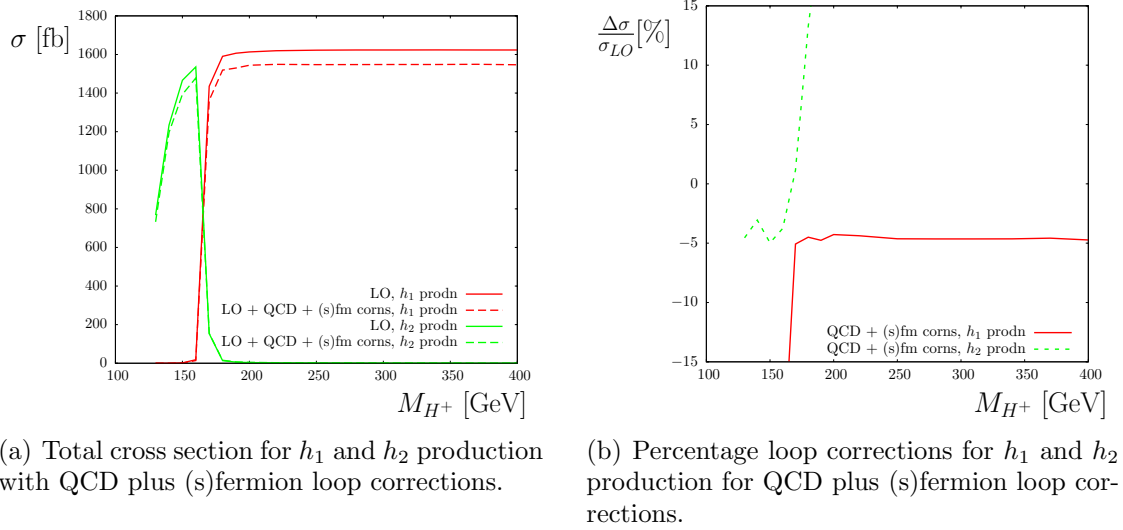 σ [fb]
1800
1600
1400
1200
1000
800
600
400
200
0
LO, h₁ prodn
LO + QCD + (s)fm corns, h₁ prodn
LO, h₂ prodn
LO + QCD + (s)fm corns, h₂ prodn
100 150 200 250 300 350 400
M_{H⁺} [GeV]
(a) Total cross section for h₁ and h₂ production
with QCD plus (s)fermion loop corrections.
Δσ/σ_{LO} [%]
15
10
5
0
−5
−10
−15
QCD + (s)fm corns, h₁ prodn
QCD + (s)fm corns, h₂ prodn
100 150 200 250 300 350 400
M_{H⁺} [GeV]
(b) Percentage loop corrections for h₁ and h₂
production for QCD plus (s)fermion loop cor-
rections.